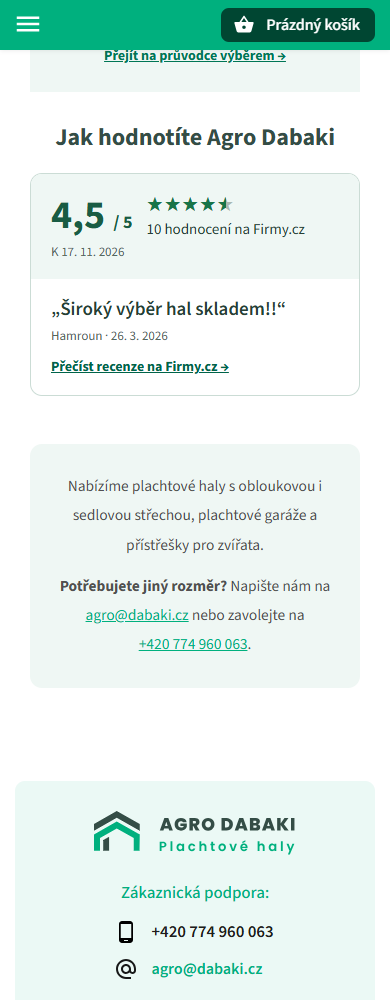 Prázdný košík
Přejít na průvodce výběrem →
Jak hodnotíte Agro Dabaki
4,5 / 5
10 hodnocení na Firmy.cz
K 17. 11. 2026
„Široký výběr hal skladem!!“
Hamroun · 26. 3. 2026
Přečíst recenze na Firmy.cz →
Nabízíme plachtové haly s obloukovou i
sedlovou střechou, plachtové garáže a
přístřešky pro zvířata.
Potřebujete jiný rozměr? Napište nám na
agro@dabaki.cz nebo zavolejte na
+420 774 960 063.
AGRO DABAKI
Plachtové haly
Zákaznická podpora:
+420 774 960 063
agro@dabaki.cz